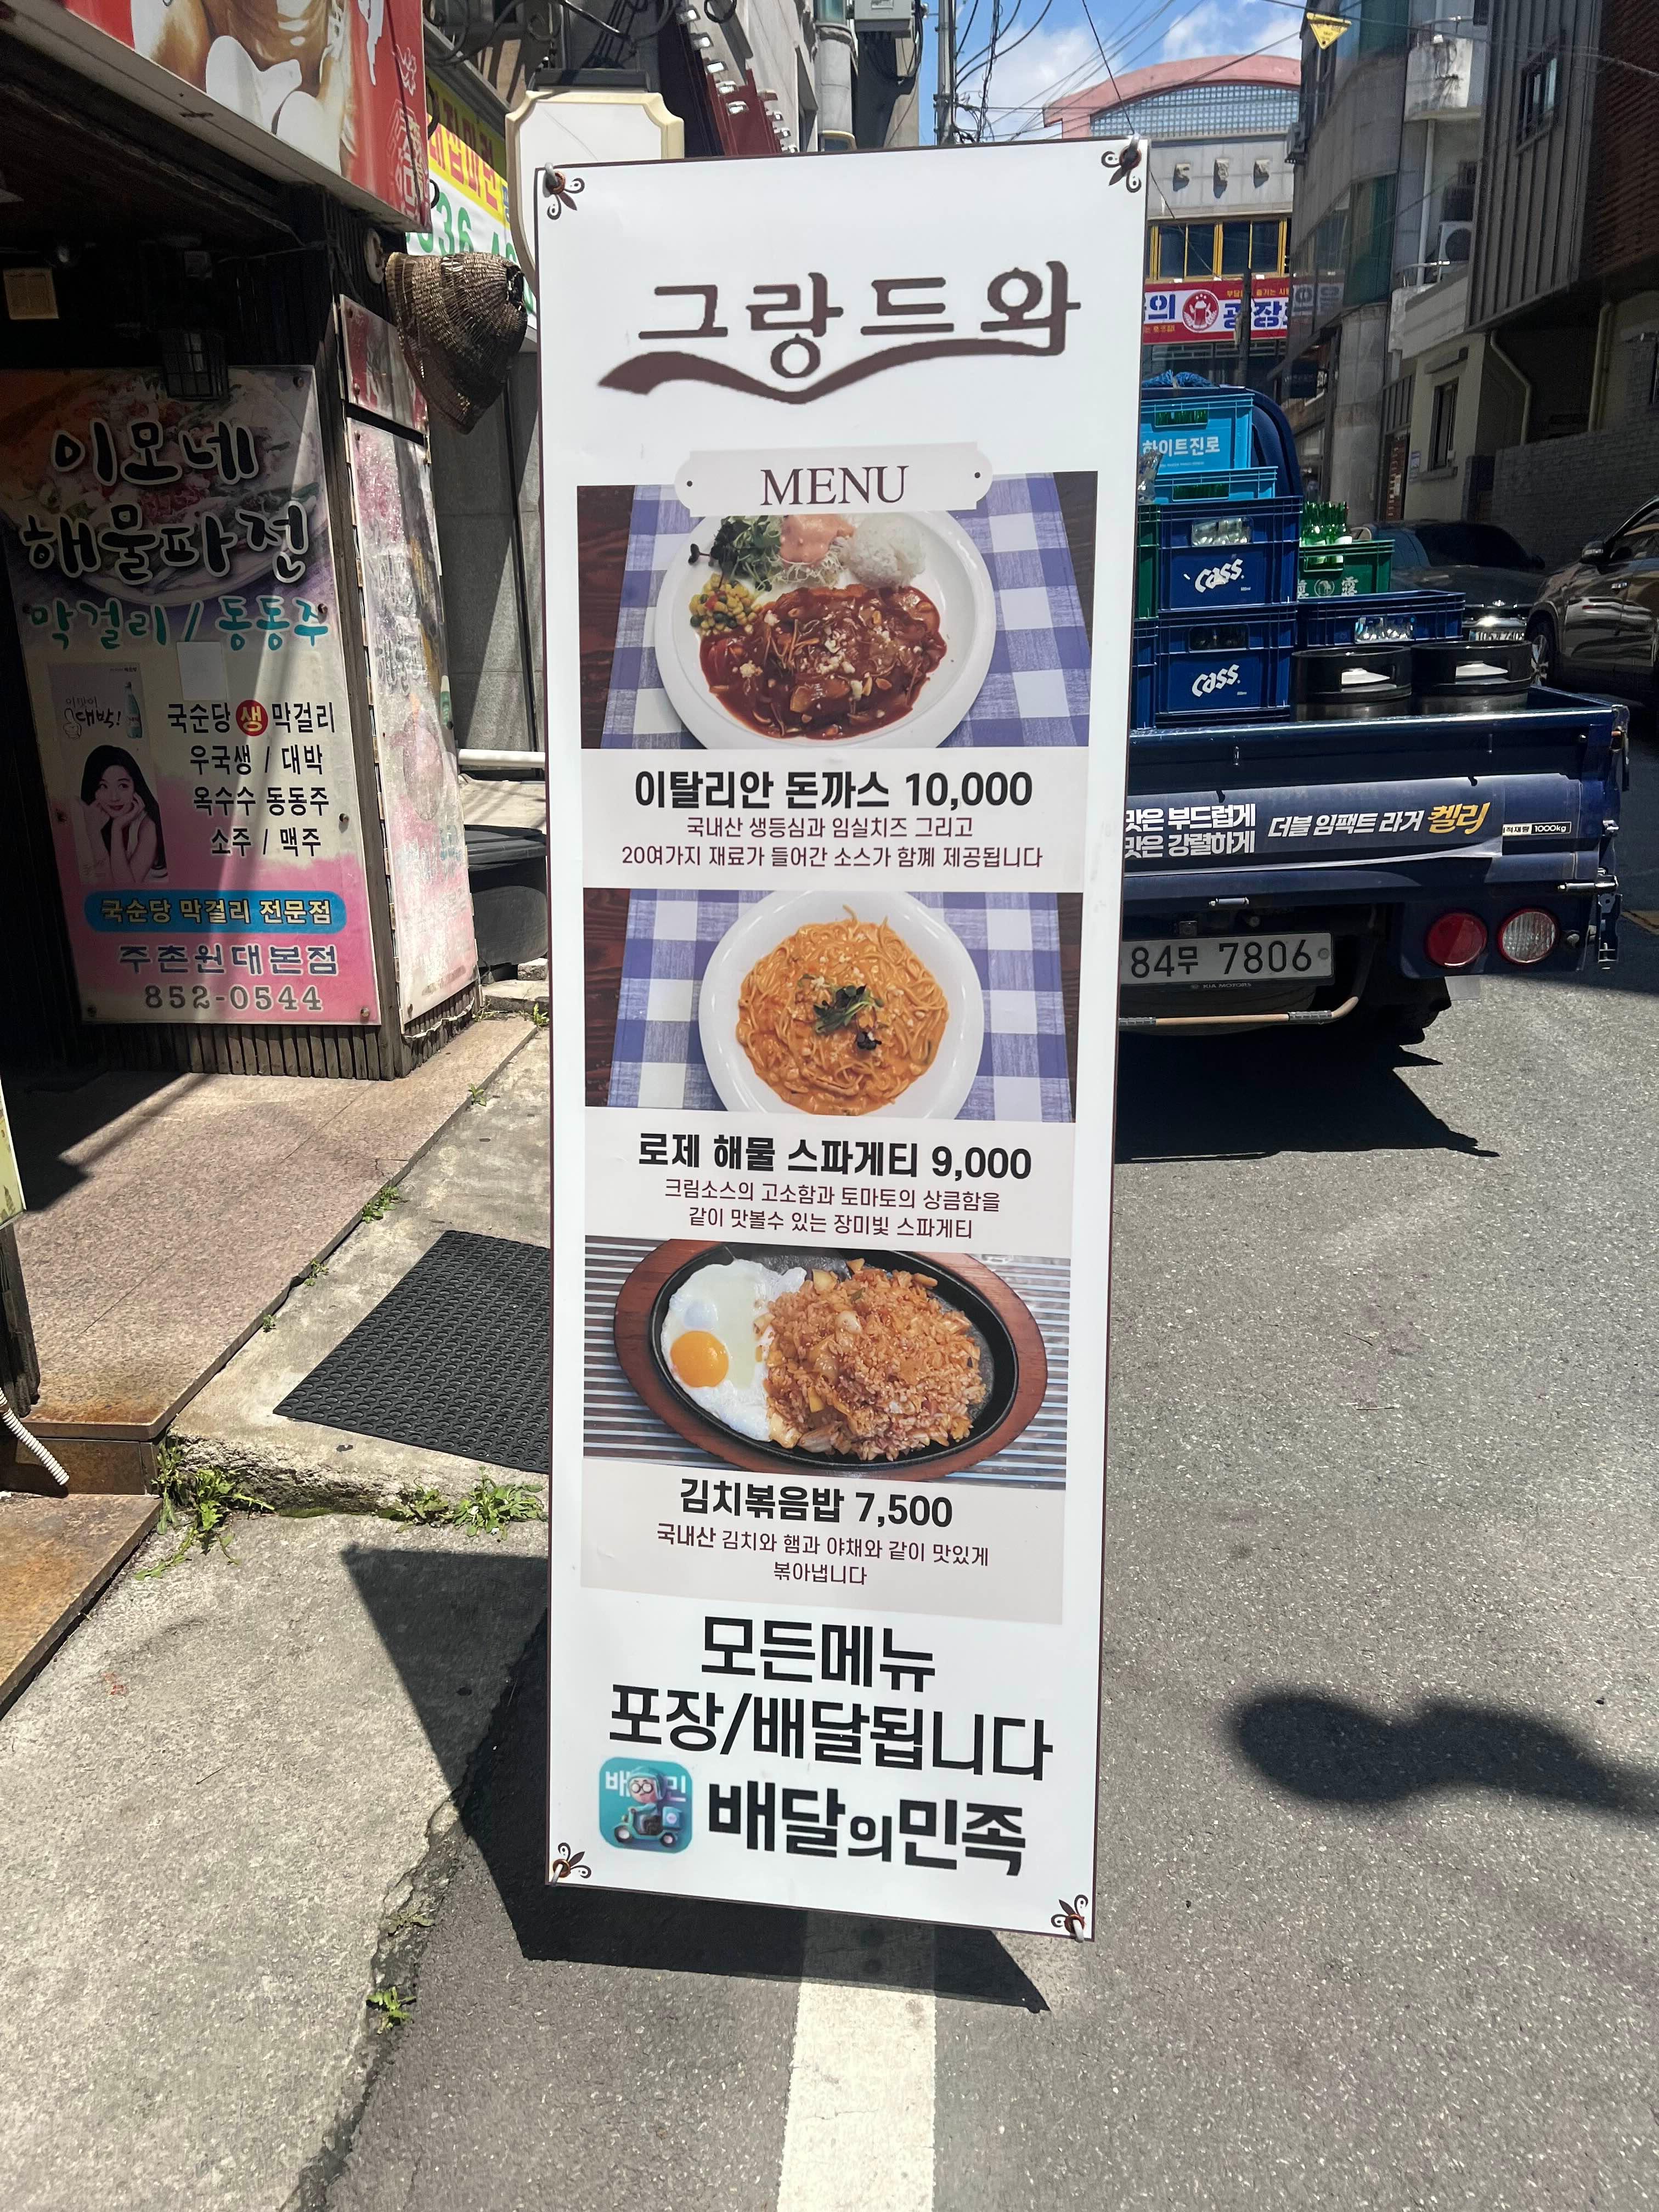 그랑드와
MENU
이탈리안 돈까스 10,000
국내산 생등심과 임실치즈 그리고
20여가지 재료가 들어간 소스가 함께 제공됩니다
로제 해물 스파게티 9,000
크림소스의 고소함과 토마토의 상큼함을
같이 맛볼수 있는 장미빛 스파게티
김치볶음밥 7,500
국내산 김치와 햄과 야채와 같이 맛있게
볶아냅니다
모든메뉴
포장/배달됩니다
배달의민족
이모네
해물파전
막걸리 / 동동주
대박!
국순당 생 막걸리
우국생 / 대박
옥수수 동동주
소주 / 맥주
국순당 막걸리 전문점
주촌원대본점
852-0544
하이트진로
Cass
Cass
맛은 부드럽게
맛은 강렬하게
더블 임팩트 라거 켈리
1000kg
84무 7806
KIA MOTORS